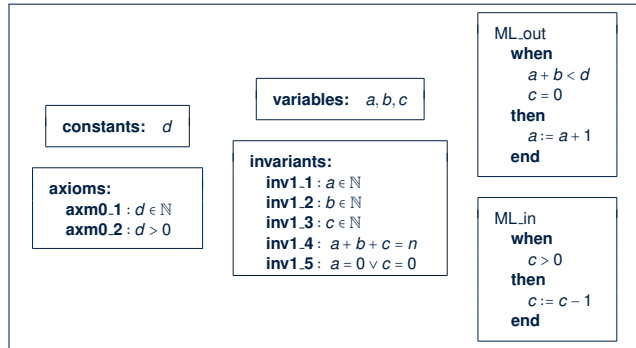 constants: d
axioms:
axm0_1 : d ∈ ℕ
axm0_2 : d > 0
variables: a, b, c
invariants:
inv1_1 : a ∈ ℕ
inv1_2 : b ∈ ℕ
inv1_3 : c ∈ ℕ
inv1_4 : a + b + c = n
inv1_5 : a = 0 ∨ c = 0
ML_out
when
a + b < d
c = 0
then
a := a + 1
end
ML_in
when
c > 0
then
c := c − 1
end